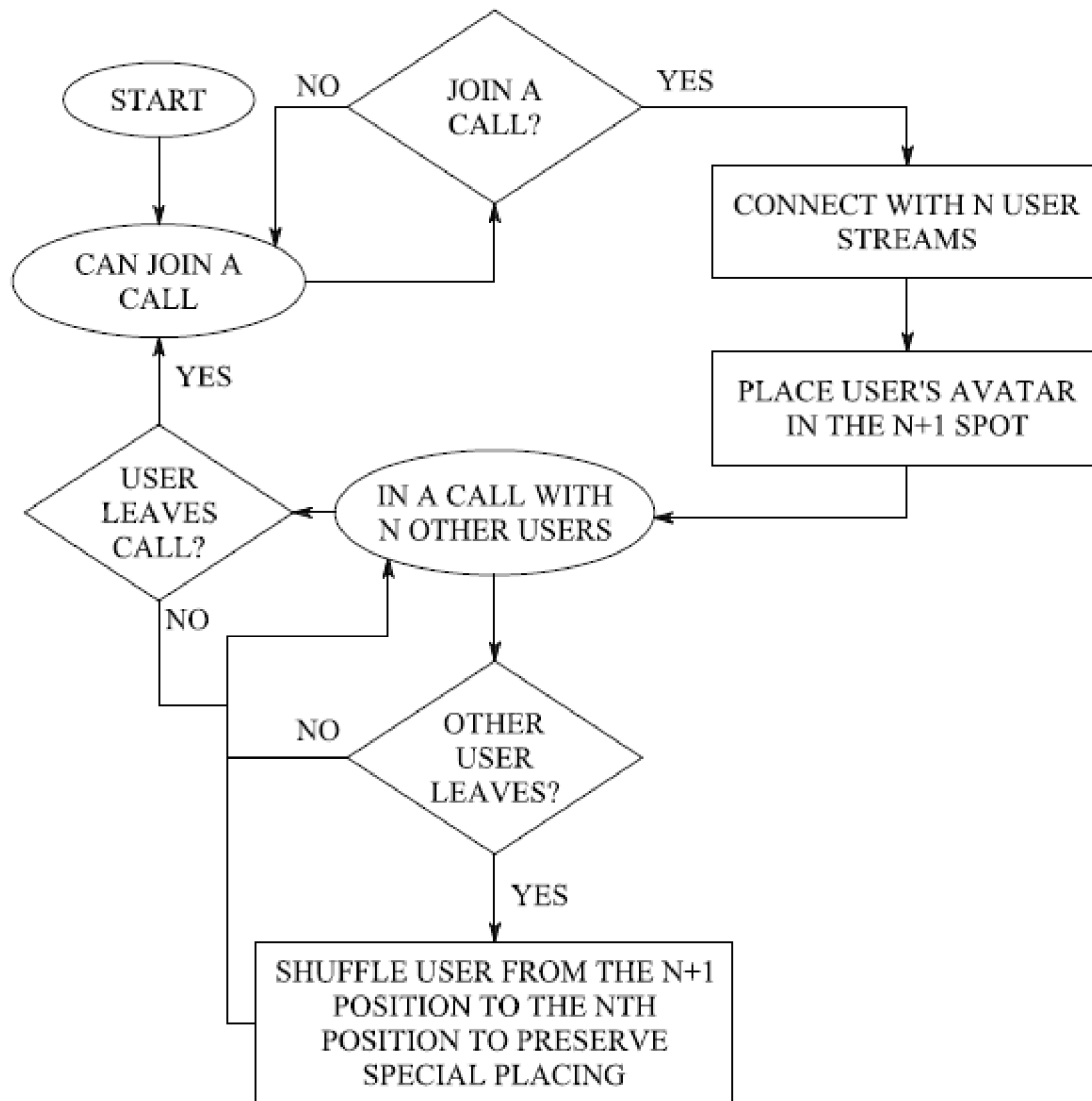 START
NO
JOIN A
CALL?
YES
CAN JOIN A
CALL
CONNECT WITH N USER
STREAMS
PLACE USER'S AVATAR
IN THE N+1 SPOT
YES
USER
LEAVES
CALL?
NO
IN A CALL WITH
N OTHER USERS
NO
OTHER
USER
LEAVES?
YES
SHUFFLE USER FROM THE N+1
POSITION TO THE NTH
POSITION TO PRESERVE
SPECIAL PLACING